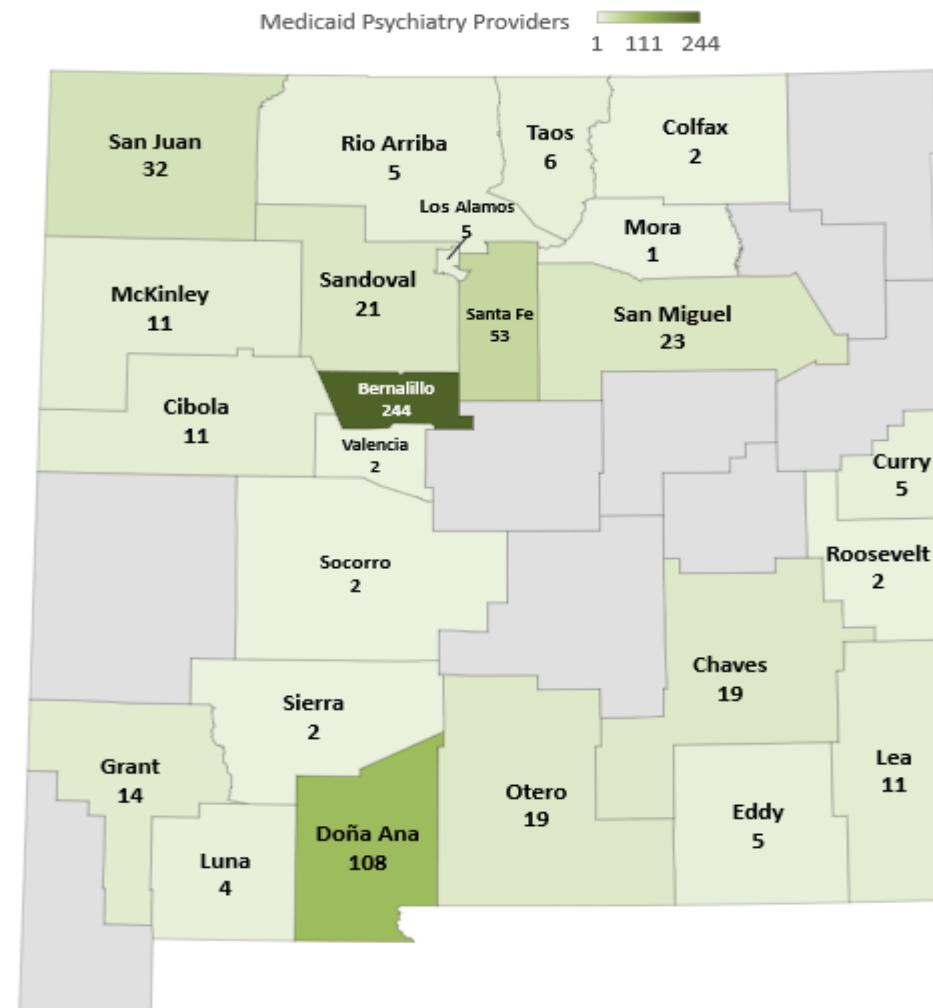 Medicaid Psychiatry Providers
1 111 244
San Juan
32
Rio Arriba
5
Taos
6
Colfax
2
Los Alamos
5
Mora
1
McKinley
11
Sandoval
21
Santa Fe
53
San Miguel
23
Bernalillo
244
Cibola
11
Valencia
2
Curry
5
Socorro
2
Roosevelt
2
Chaves
19
Sierra
2
Grant
14
Otero
19
Lea
11
Eddy
5
Doña Ana
108
Luna
4